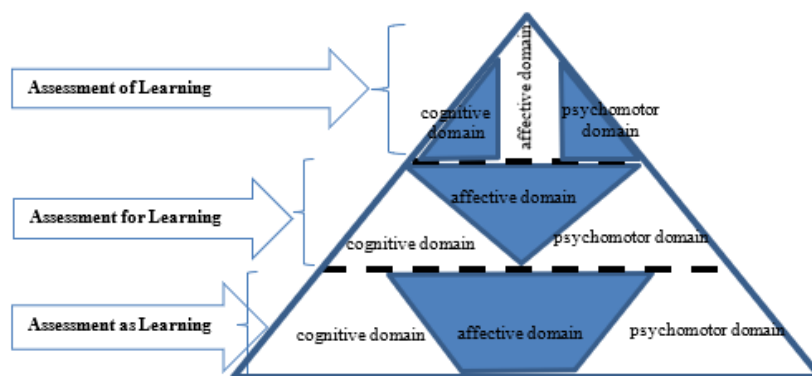 Assessment of Learning
cognitive
domain
affective domain
psychomotor
domain
Assessment for Learning
affective domain
cognitive domain
psychomotor domain
Assessment as Learning
cognitive domain
affective domain
psychomotor domain